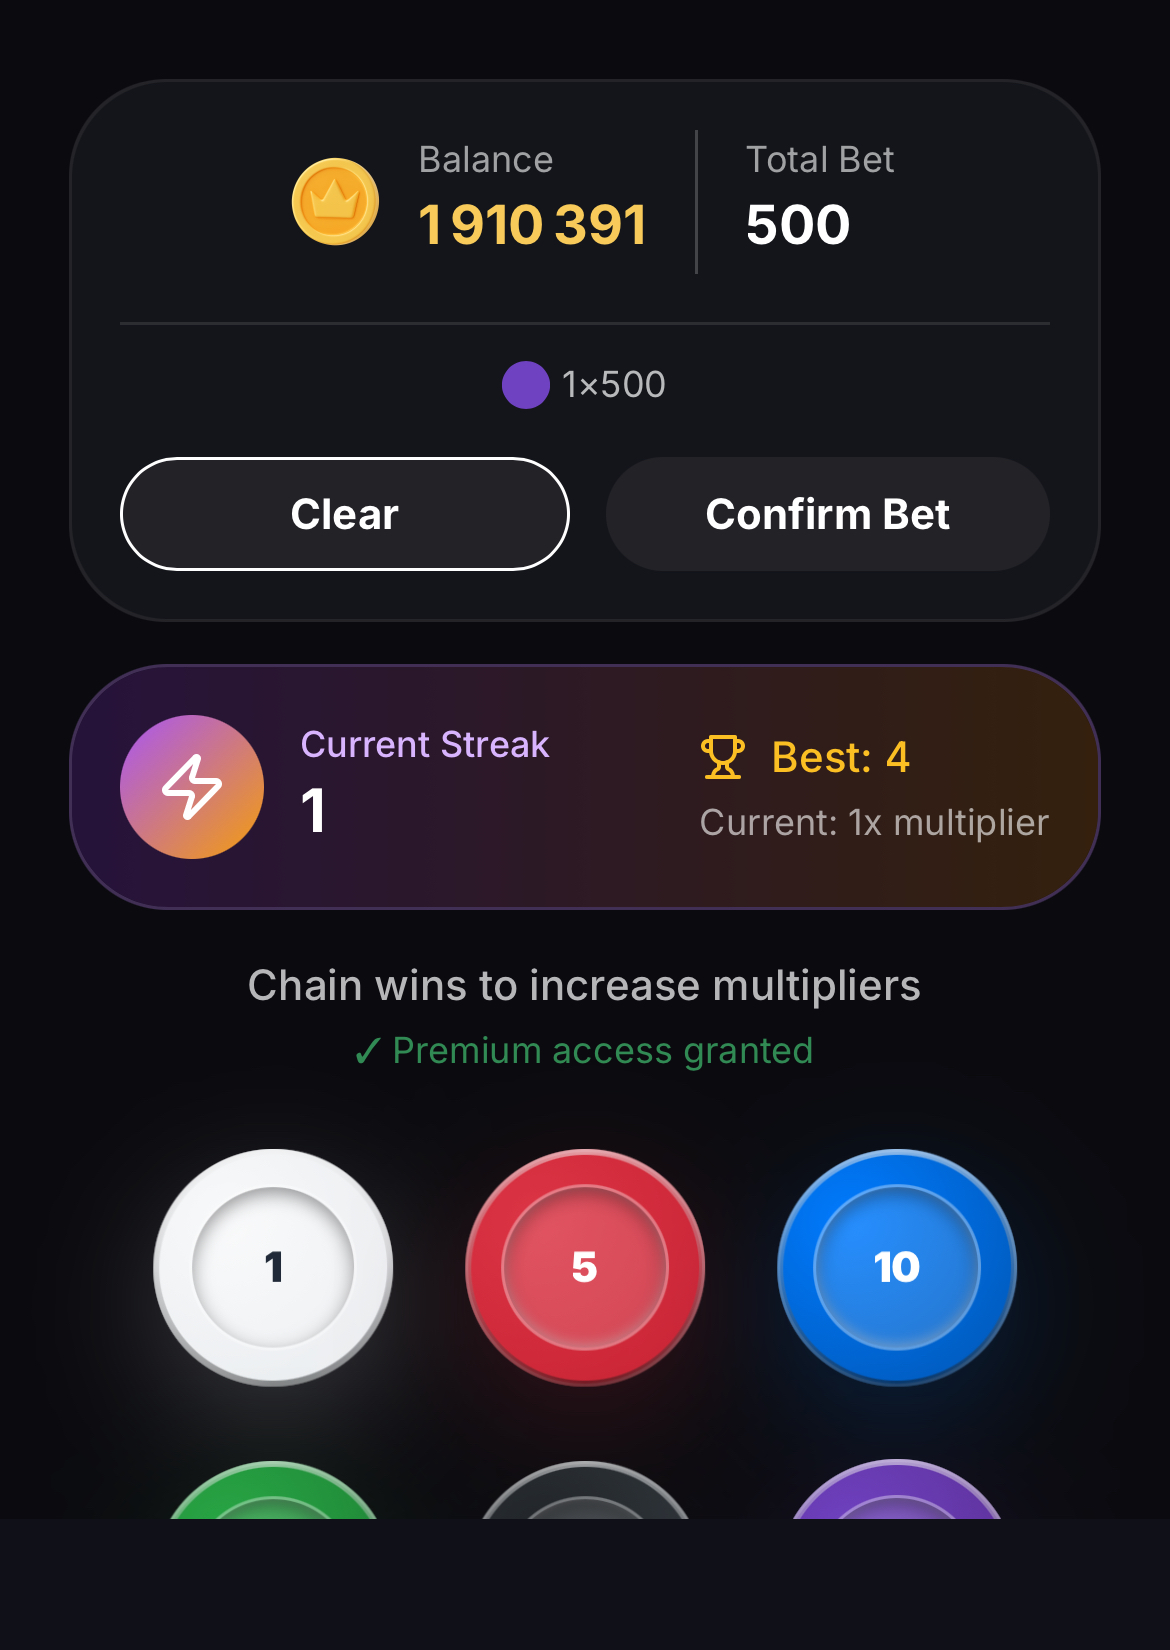 Balance
1 910 391
Total Bet
500
1×500
Clear
Confirm Bet
Current Streak
1
Best: 4
Current: 1x multiplier
Chain wins to increase multipliers
✓ Premium access granted
1
5
10